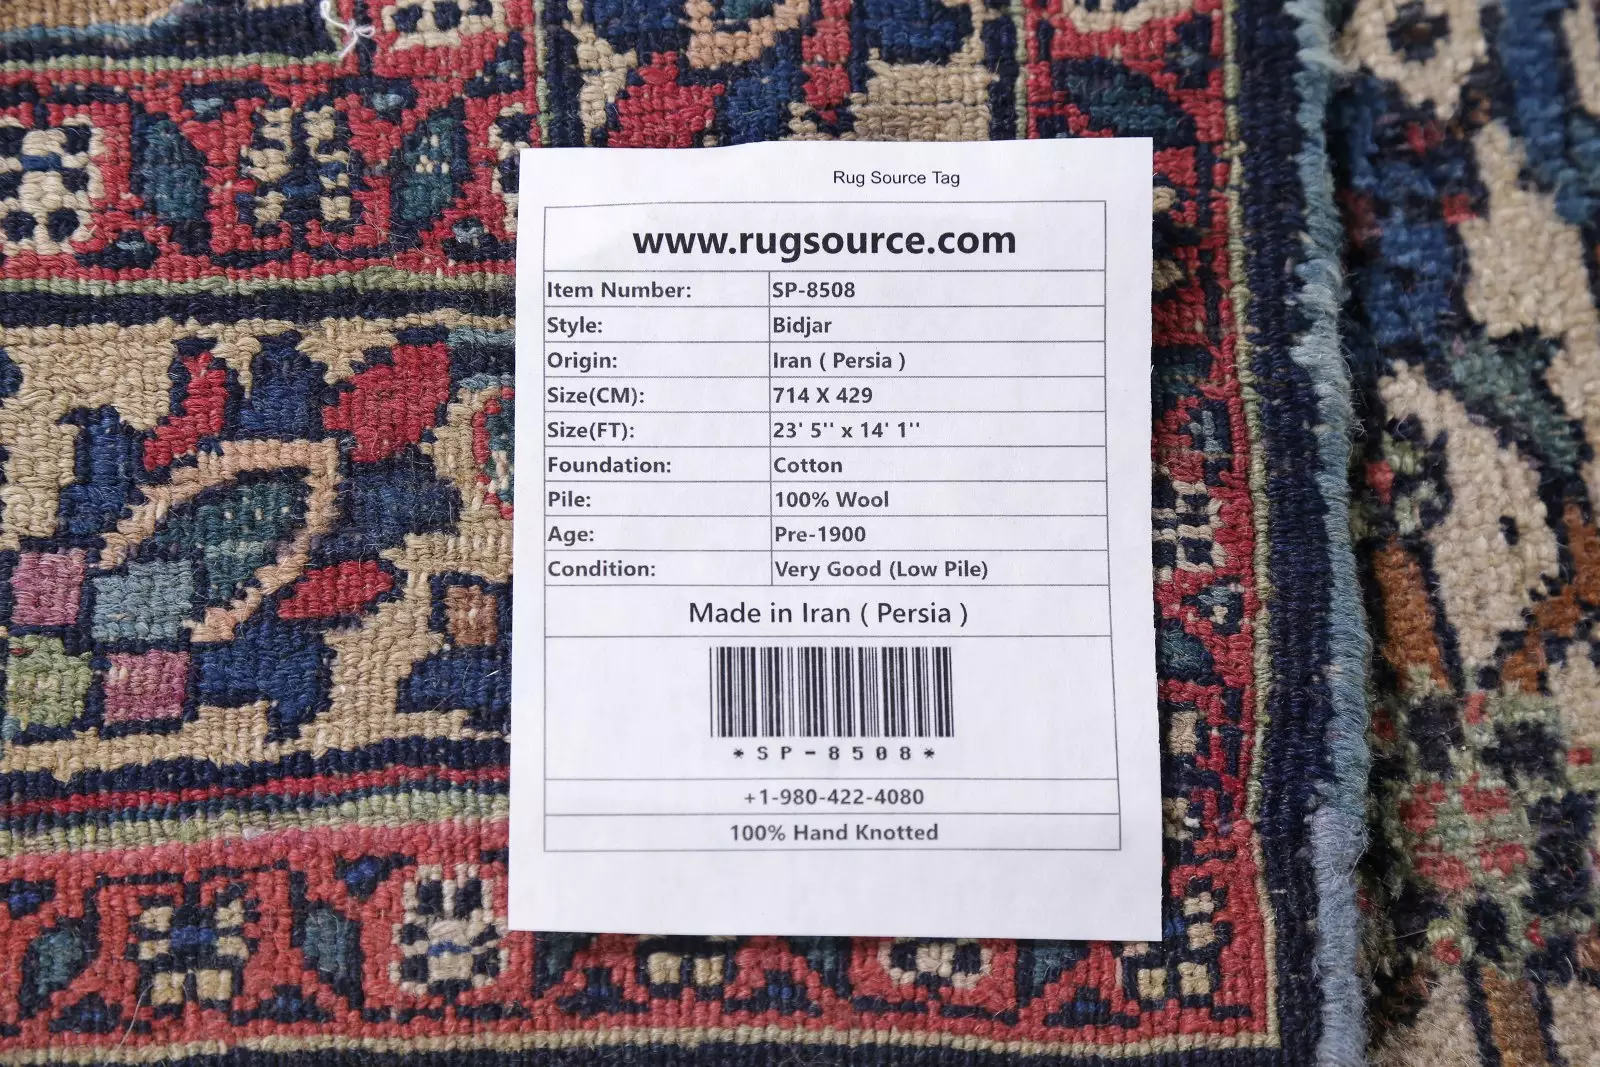 Rug Source Tag
www.rugsource.com
Item Number: SP-8508
Style: Bidjar
Origin: Iran ( Persia )
Size(CM): 714 X 429
Size(FT): 23' 5'' x 14' 1''
Foundation: Cotton
Pile: 100% Wool
Age: Pre-1900
Condition: Very Good (Low Pile)
Made in Iran ( Persia )
*SP-8508*
+1-980-422-4080
100% Hand Knotted